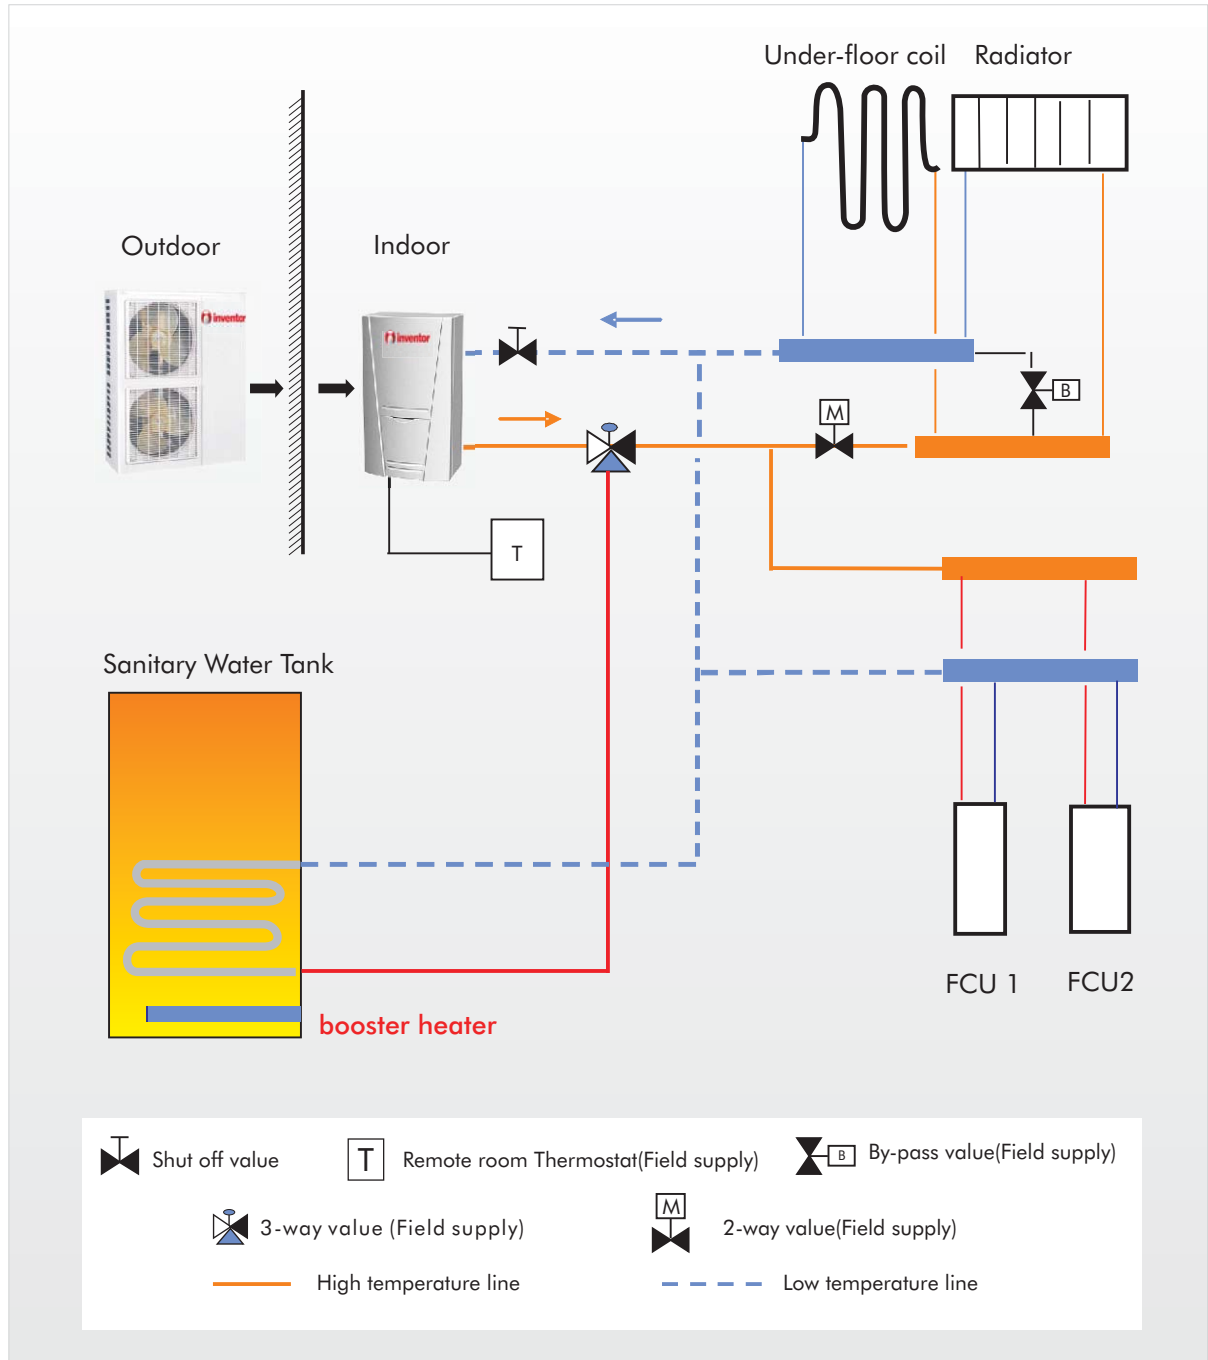 Under-floor coil Radiator
Outdoor
Indoor
inventor
inventor
B
M
T
Sanitary Water Tank
FCU 1
FCU2
booster heater
Shut off value
T Remote room Thermostat(Field supply)
B By-pass value(Field supply)
3-way value (Field supply)
M
2-way value(Field supply)
High temperature line
Low temperature line